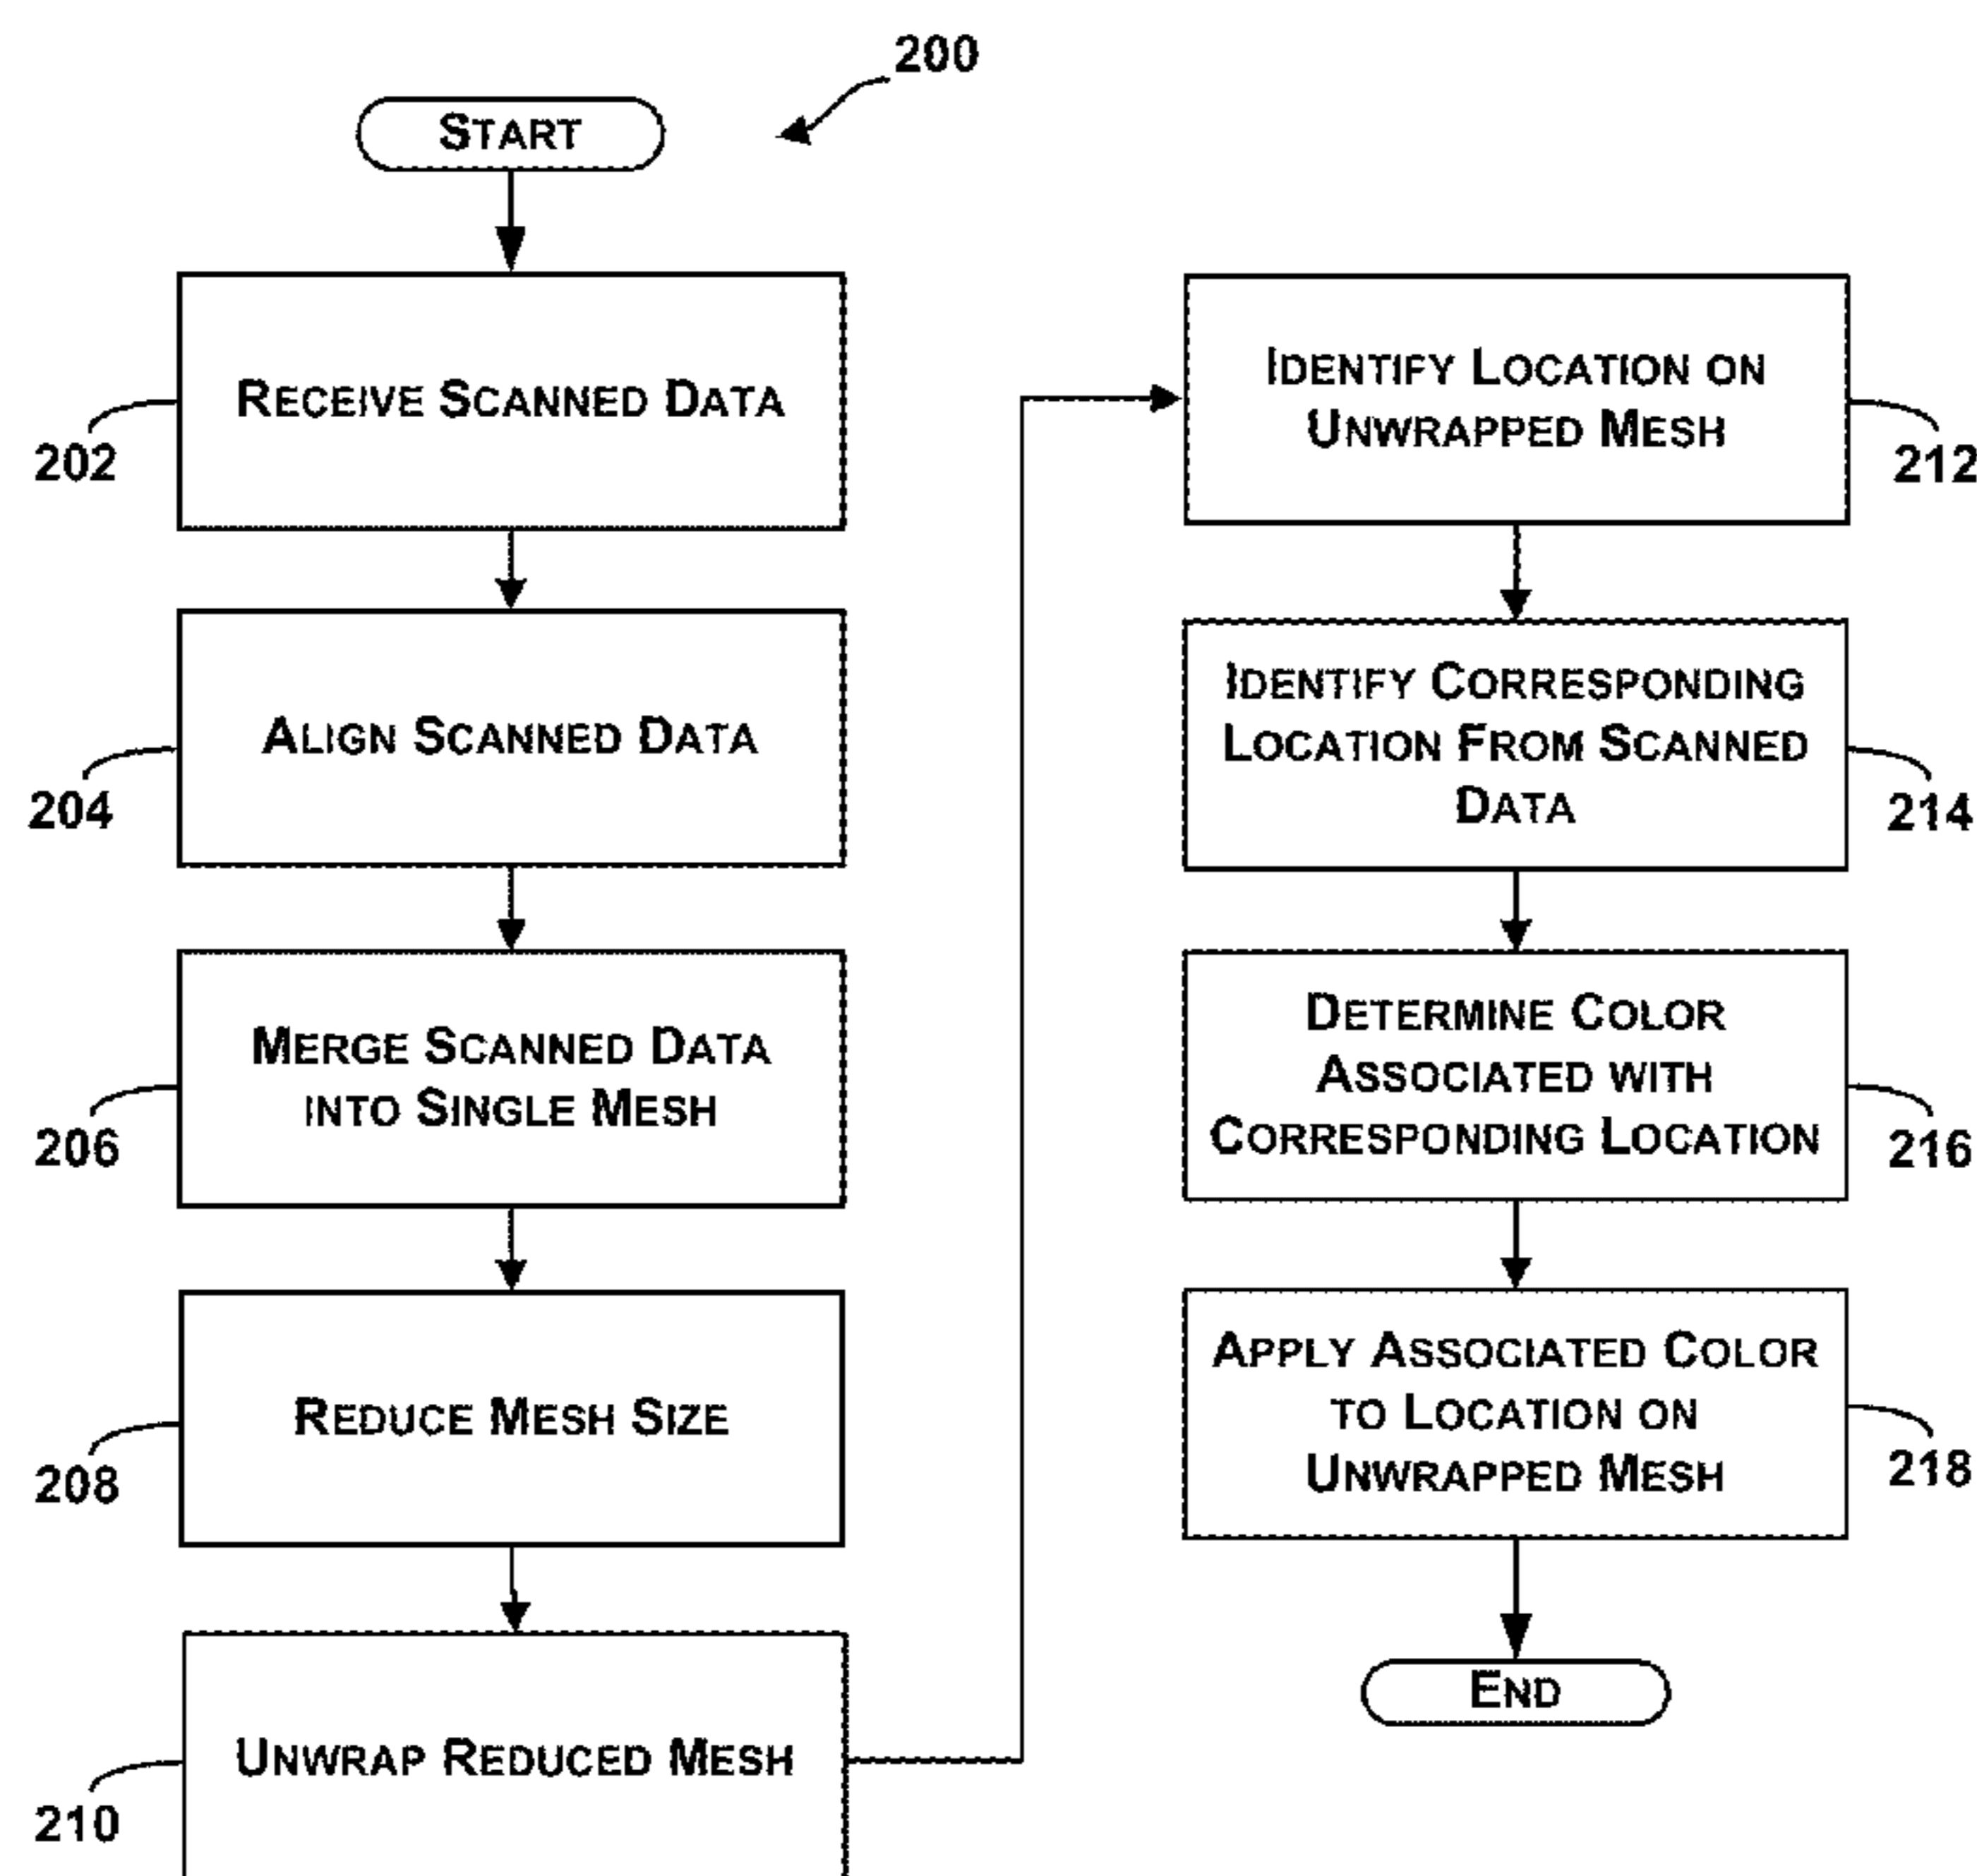 200
START
RECEIVE SCANNED DATA
202
ALIGN SCANNED DATA
204
MERGE SCANNED DATA
INTO SINGLE MESH
206
REDUCE MESH SIZE
208
UNWRAP REDUCED MESH
210
IDENTIFY LOCATION ON
UNWRAPPED MESH
212
IDENTIFY CORRESPONDING
LOCATION FROM SCANNED
DATA
214
DETERMINE COLOR
ASSOCIATED WITH
CORRESPONDING LOCATION
216
APPLY ASSOCIATED COLOR
TO LOCATION ON
UNWRAPPED MESH
218
END